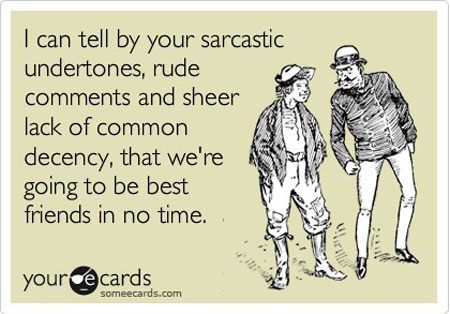 I can tell by your sarcastic
undertones, rude
comments and sheer
lack of common
decency, that we're
going to be best
friends in no time.
your e cards
someecards.com